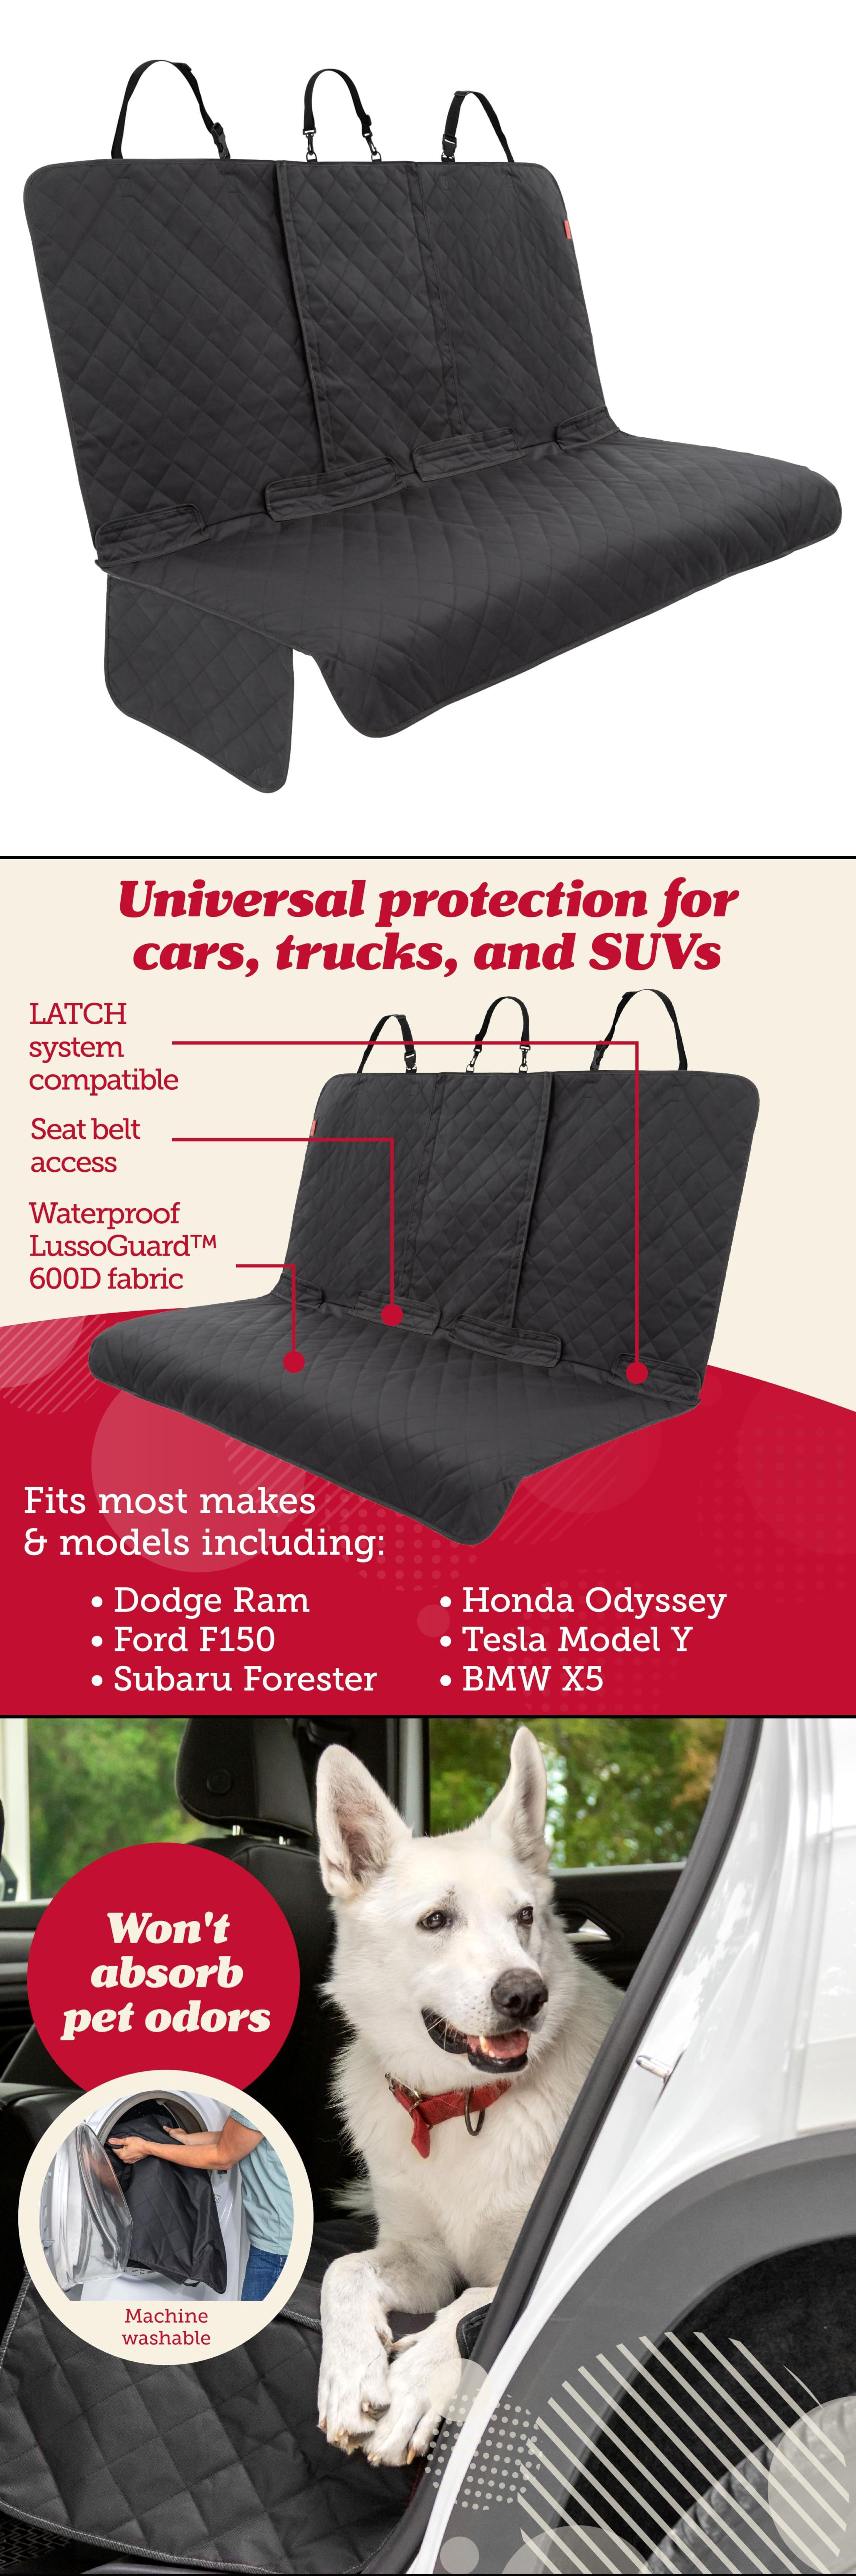 Universal protection for
cars, trucks, and SUVs
LATCH
system
compatible
Seat belt
access
Waterproof
LussoGuard™
600D fabric
Fits most makes
& models including:
• Dodge Ram
• Ford F150
• Subaru Forester
• Honda Odyssey
• Tesla Model Y
• BMW X5
Won't
absorb
pet odors
Machine
washable